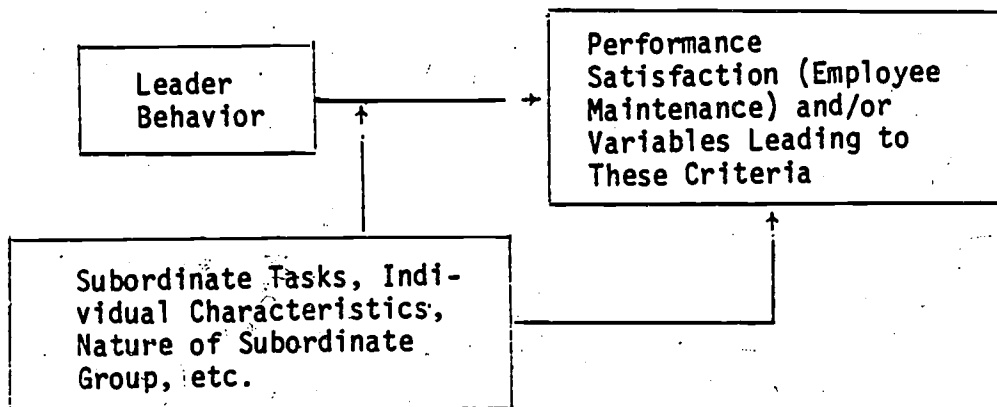 Leader
Behavior
Performance
Satisfaction (Employee
Maintenance) and/or
Variables Leading to
These Criteria
Subordinate Tasks, Indi-
vidual Characteristics,
Nature of Subordinate
Group, etc.